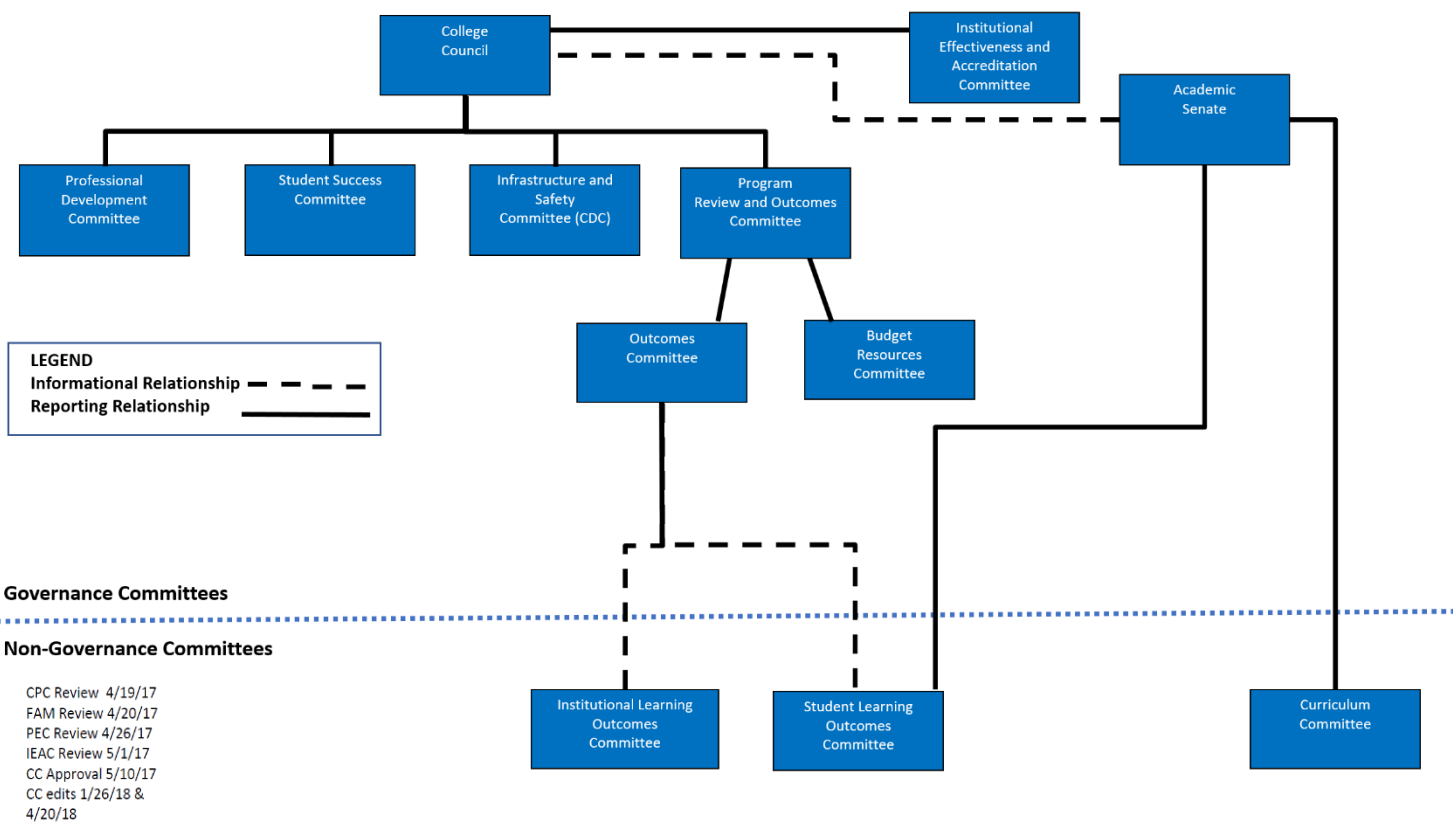 College
Council
Institutional
Effectiveness and
Accreditation
Committee
Academic
Senate
Professional
Development
Committee
Student Success
Committee
Infrastructure and
Safety
Committee (CDC)
Program
Review and Outcomes
Committee
Outcomes
Committee
Budget
Resources
Committee
LEGEND
Informational Relationship
Reporting Relationship
Governance Committees
Non-Governance Committees
CPC Review 4/19/17
FAM Review 4/20/17
PEC Review 4/26/17
IEAC Review 5/1/17
CC Approval 5/10/17
CC edits 1/26/18 &
4/20/18
Institutional Learning
Outcomes
Committee
Student Learning
Outcomes
Committee
Curriculum
Committee